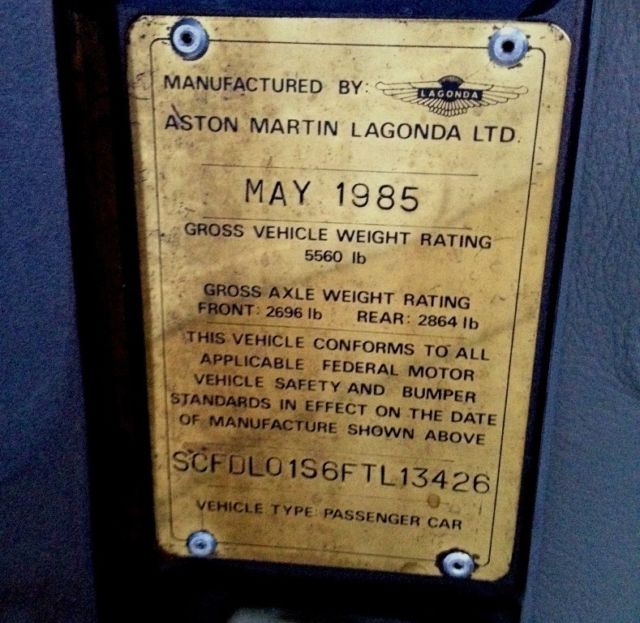 MANUFACTURED BY: LAGONDA
ASTON MARTIN LAGONDA LTD.
MAY 1985
GROSS VEHICLE WEIGHT RATING
5560 lb
GROSS AXLE WEIGHT RATING
FRONT: 2696 lb REAR: 2864 lb
THIS VEHICLE CONFORMS TO ALL
APPLICABLE FEDERAL MOTOR
VEHICLE SAFETY AND BUMPER
STANDARDS IN EFFECT ON THE DATE
OF MANUFACTURE SHOWN ABOVE
SCFDL01S6FTL13426
VEHICLE TYPE: PASSENGER CAR